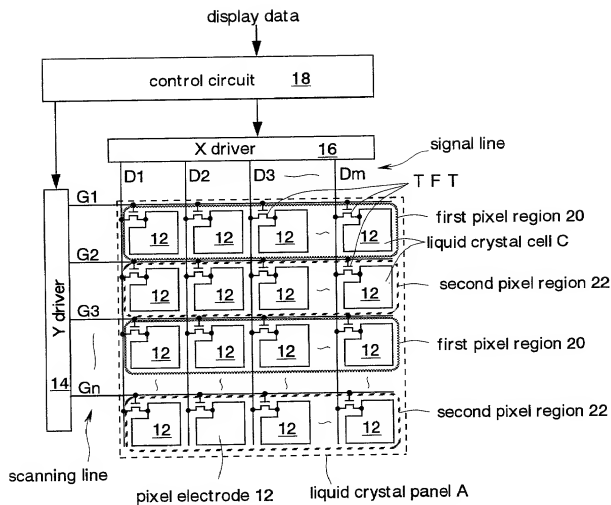 display data
control circuit 18
X driver 16
signal line
D1 D2 D3 Dm
T F T
G1
12 12 12 12
first pixel region 20
liquid crystal cell C
G2
12 12 12 12
second pixel region 22
Y driver 14
G3
12 12 12 12
first pixel region 20
Gn
12 12 12 12
second pixel region 22
scanning line
pixel electrode 12
liquid crystal panel A